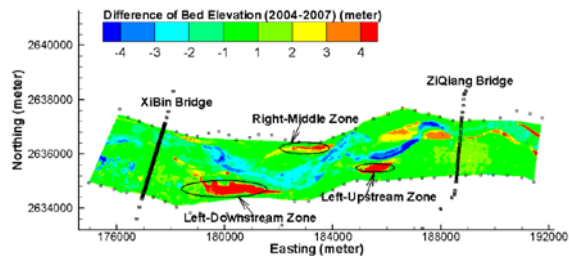 Difference of Bed Elevation (2004-2007) (meter)
-4 -2 -1 1 2 3 4
2640000
2638000
2636000
2634000
Northing (meter)
XiBin Bridge
ZiQiang Bridge
Right-Middle Zone
Left-Upstream Zone
Left-Downstream Zone
176000 180000 184000 188000 192000
Easting (meter)